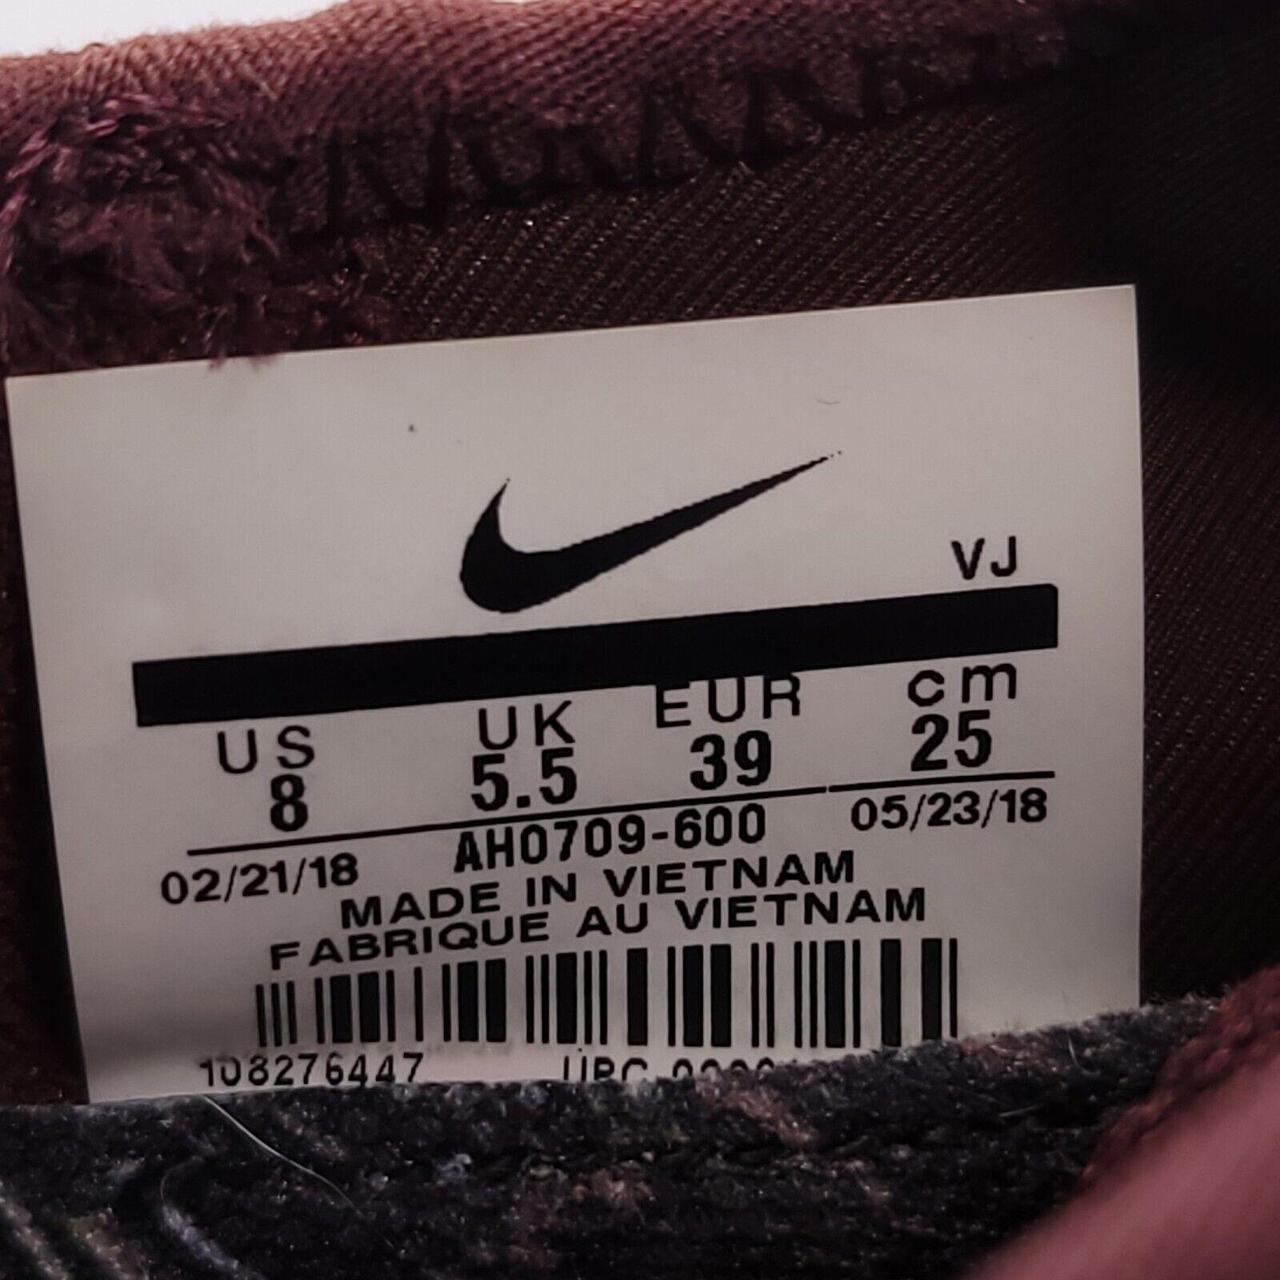 VJ
US UK EUR cm
8 5.5 39 25
02/21/18 AH0709-600 05/23/18
MADE IN VIETNAM
FABRIQUE AU VIETNAM
108276447 UPC